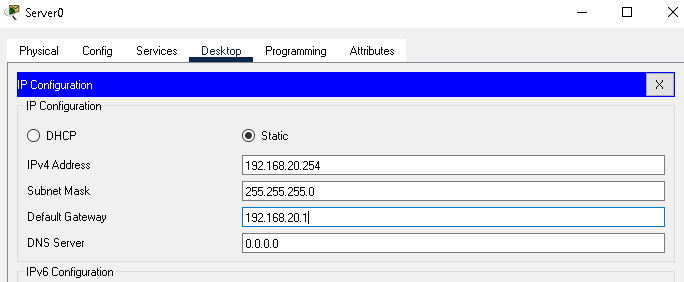 Server0
Physical Config Services Desktop Programming Attributes
IP Configuration X
IP Configuration
DHCP Static
IPv4 Address 192.168.20.254
Subnet Mask 255.255.255.0
Default Gateway 192.168.20.1
DNS Server 0.0.0.0
IPv6 Configuration